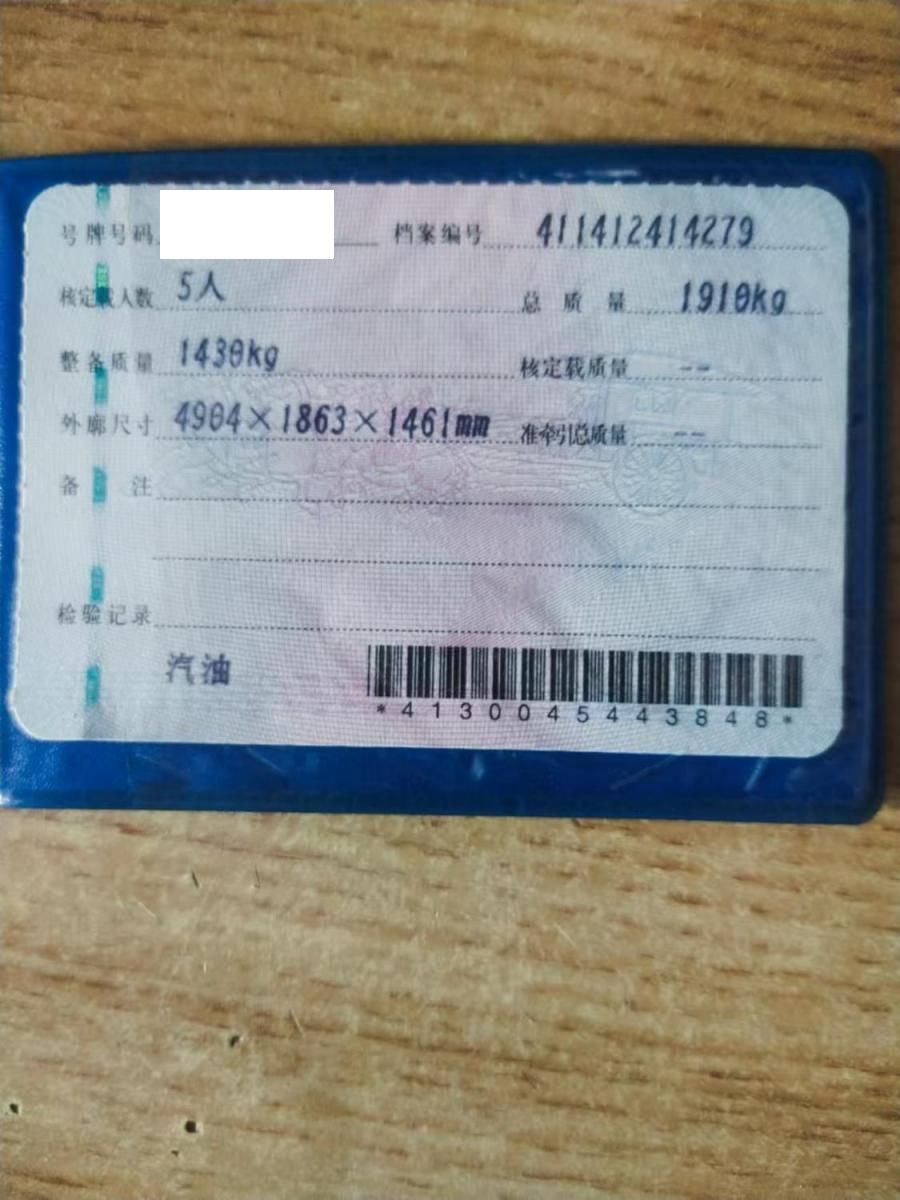 号牌号码 档案编号 411412414279
核定载人数 5人 总质量 1910kg
整备质量 1430kg 核定载质量 --
外廓尺寸 4904×1863×1461mm 准牵引总质量 --
备注
检验记录
汽油
*4130045443848*